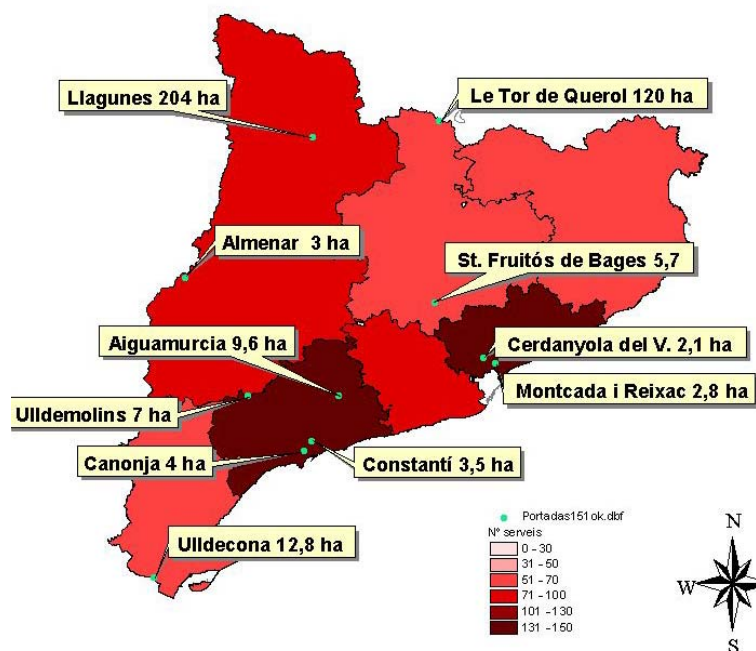 Llagunes 204 ha
Le Tor de Querol 120 ha
Almenar 3 ha
St. Fruitós de Bages 5,7
Aiguamurcia 9,6 ha
Cerdanyola del V. 2,1 ha
Montcada i Reixac 2,8 ha
Ulldemolins 7 ha
Canonja 4 ha
Constantí 3,5 ha
Ulldecona 12,8 ha
Portadas151ok.dbf
Nº serveis
0 - 30
31 - 50
51 - 70
71 - 100
101 - 130
131 - 150
N
W
E
S